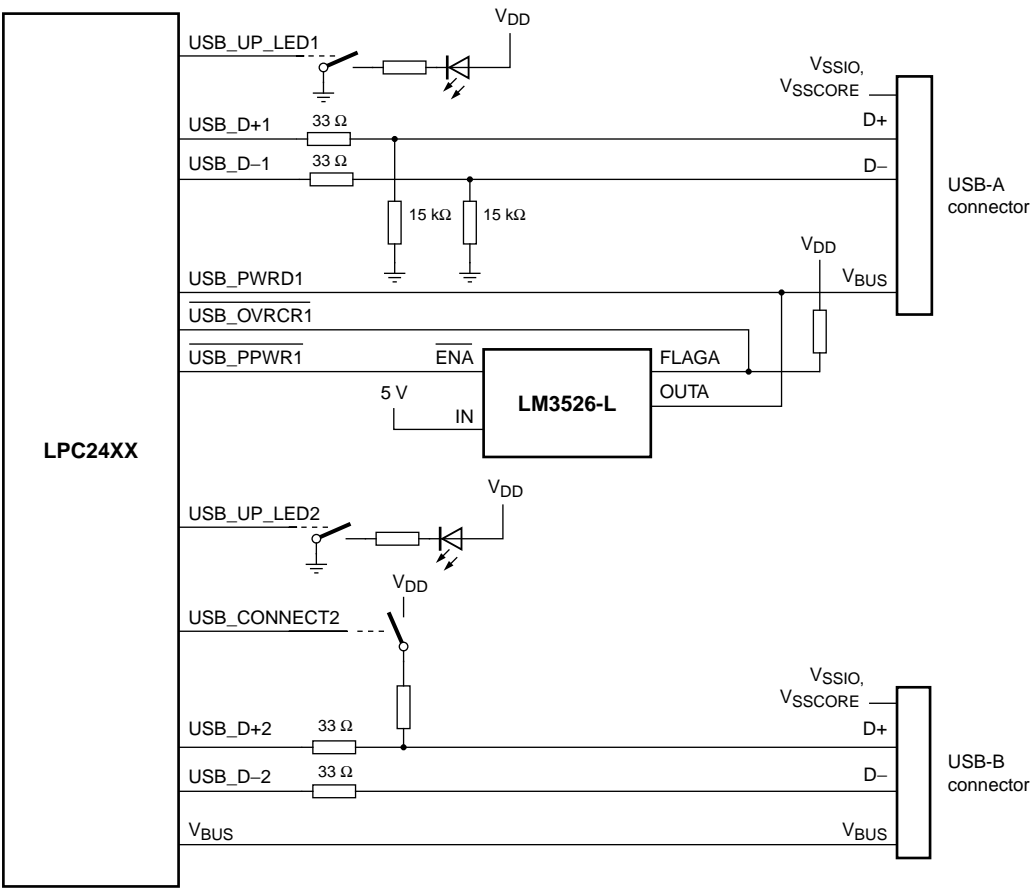 VDD
USB_UP_LED1
VSSIO,
VSSCORE
USB_D+1
33 Ω
D+
USB_D−1
33 Ω
D−
USB-A
connector
15 kΩ
15 kΩ
VDD
USB_PWRD1
VBUS
USB_OVRCR1
USB_PPWR1
ENA
FLAGA
5 V
IN
LM3526-L
OUTA
LPC24XX
VDD
USB_UP_LED2
VDD
USB_CONNECT2
VSSIO,
VSSCORE
USB_D+2
33 Ω
D+
USB_D−2
33 Ω
D−
USB-B
connector
VBUS
VBUS